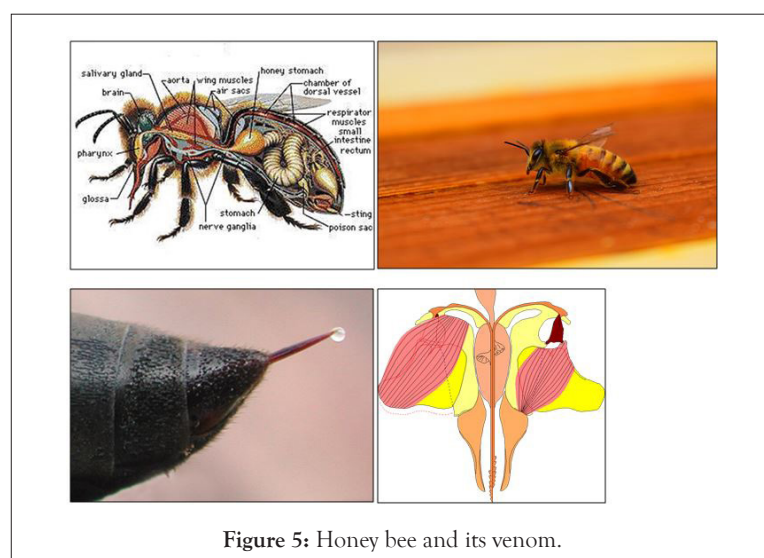 salivary gland
aorta wing muscles
honey stomach
brain
air sacs
chamber of
dorsal vessel
respirator
muscles
small
intestine
rectum
pharynx
glossa
stomach
nerve ganglia
sting
poison sac
Figure 5: Honey bee and its venom.